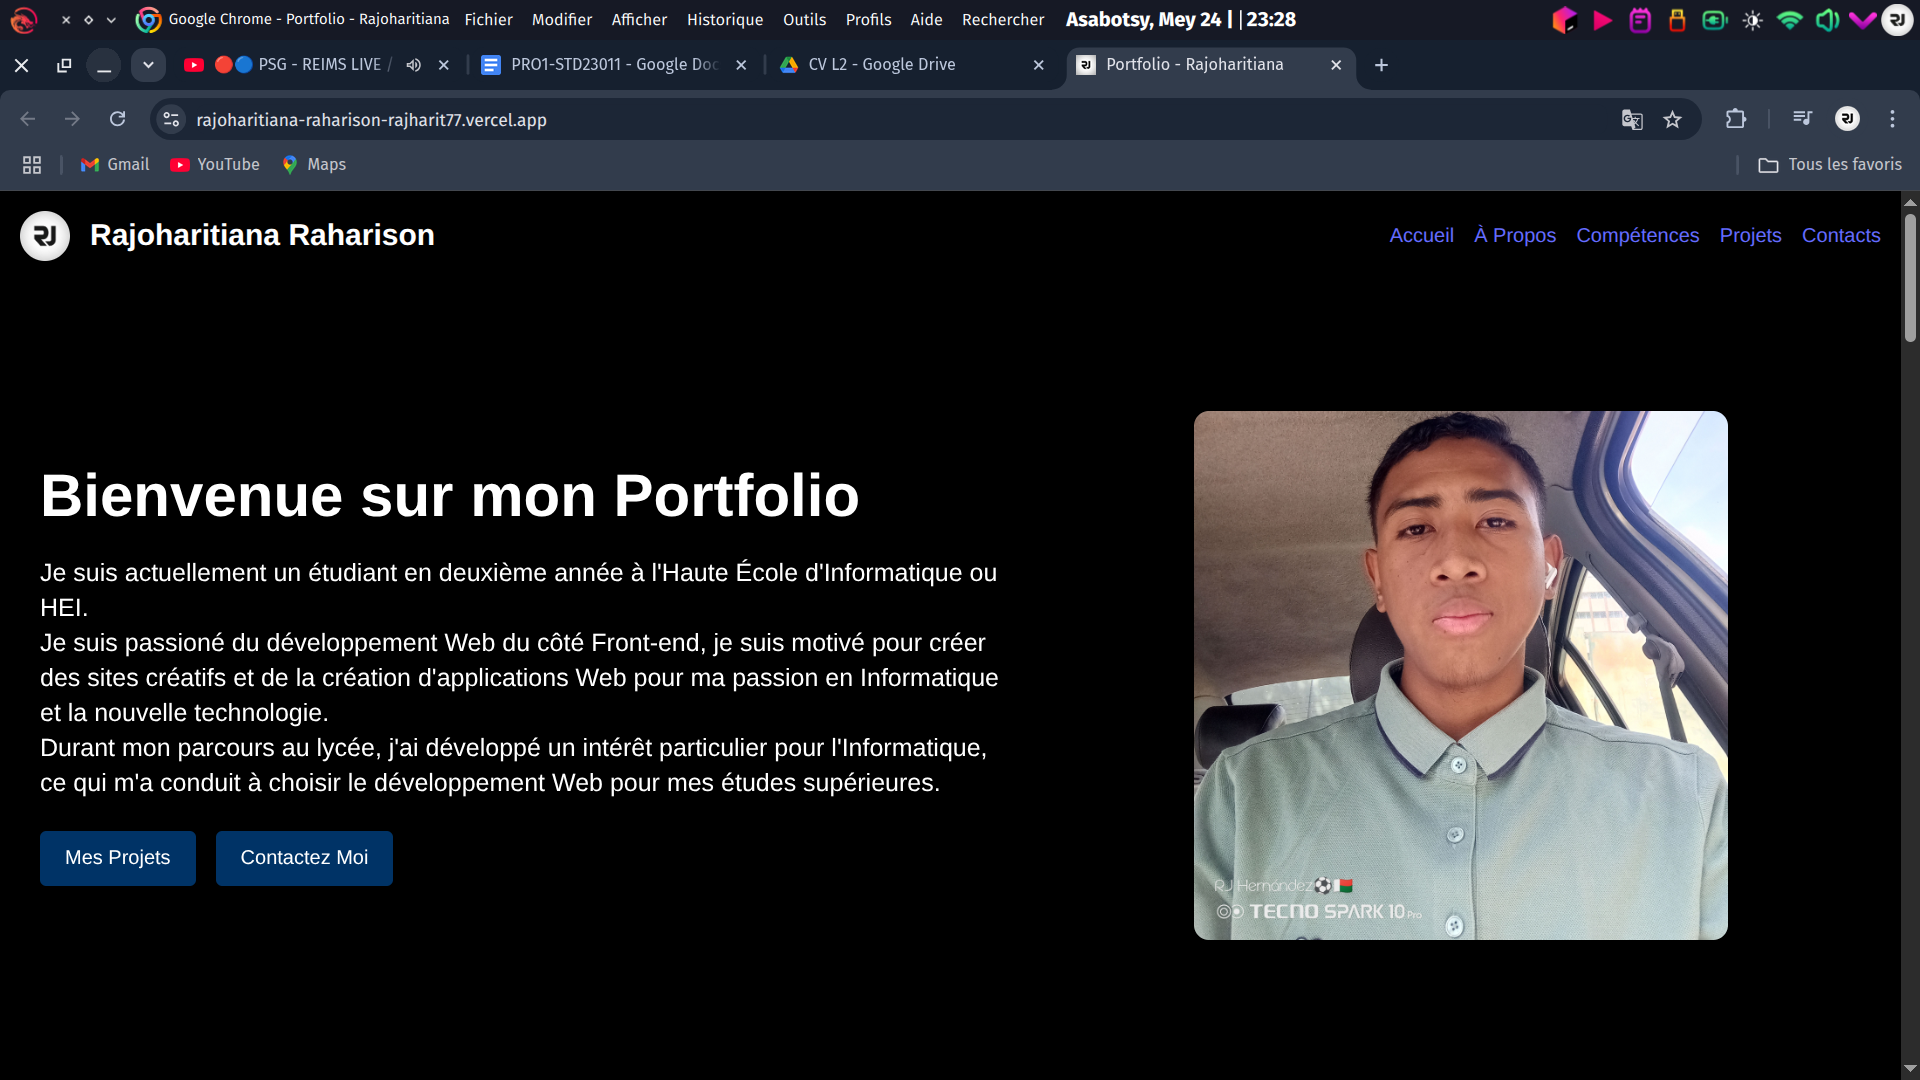 Google Chrome - Portfolio - Rajoharitiana Fichier Modifier Afficher Historique Outils Profils Aide Rechercher Asabotsy, Mey 24 | | 23:28
PSG - REIMS LIVE / PRO1-STD23011 - Google Doc CV L2 - Google Drive Portfolio - Rajoharitiana
rajoharitiana-raharison-rajharit77.vercel.app
Gmail YouTube Maps Tous les favoris
RJ Rajoharitiana Raharison Accueil À Propos Compétences Projets Contacts
Bienvenue sur mon Portfolio
Je suis actuellement un étudiant en deuxième année à l'Haute École d'Informatique ou
HEI.
Je suis passioné du développement Web du côté Front-end, je suis motivé pour créer
des sites créatifs et de la création d'applications Web pour ma passion en Informatique
et la nouvelle technologie.
Durant mon parcours au lycée, j'ai développé un intérêt particulier pour l'Informatique,
ce qui m'a conduit à choisir le développement Web pour mes études supérieures.
Mes Projets Contactez Moi
RJ Hernández⚽🇲🇬
TECNO SPARK 10 Pro